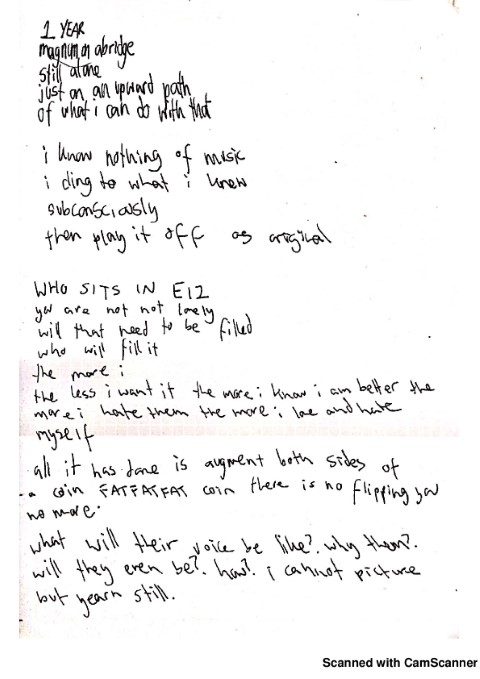 1 YEAR
magnum on a bridge
still alone
just on an upward path
of what i can do with that
i know nothing of music
i cling to what i knew
subconsciously
then play it off as original
WHO SITS IN E12
you are not not lonely
will that need to be filled
who will fill it
the more i
the less i want it the more i know i am better the
more i hate them the more i love and hate
myself
all it has done is augment both sides of
a coin FATFATFAT coin there is no flipping you
no more.
what will their voice be like?. why them?.
will they even be?. how?. i cannot picture
but yearn still.
Scanned with CamScanner